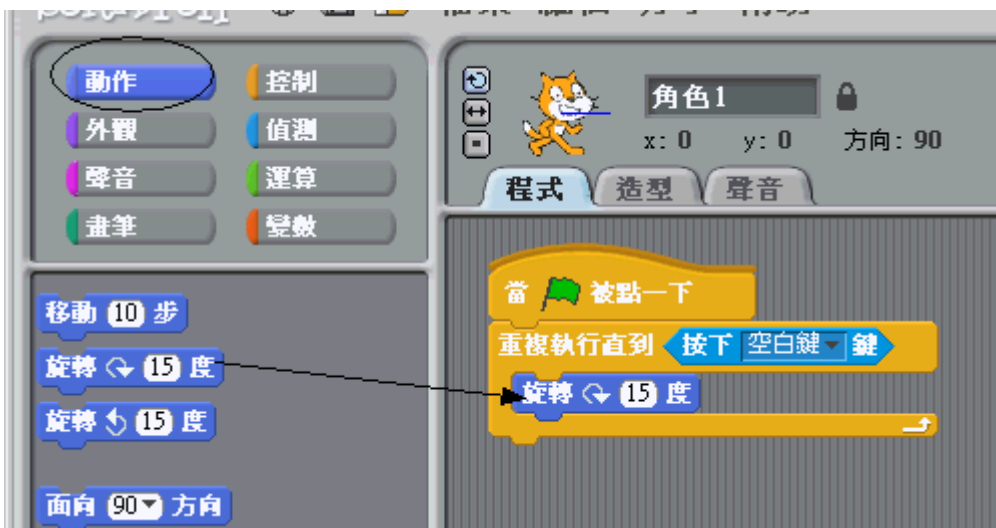 動作 控制
外觀 偵測
聲音 運算
畫筆 變數
移動 10 步
旋轉 15 度
旋轉 15 度
面向 90 方向
角色1
x: 0 y: 0 方向: 90
程式 造型 聲音
當 被點一下
重複執行直到 按下 空白鍵 鍵
旋轉 15 度